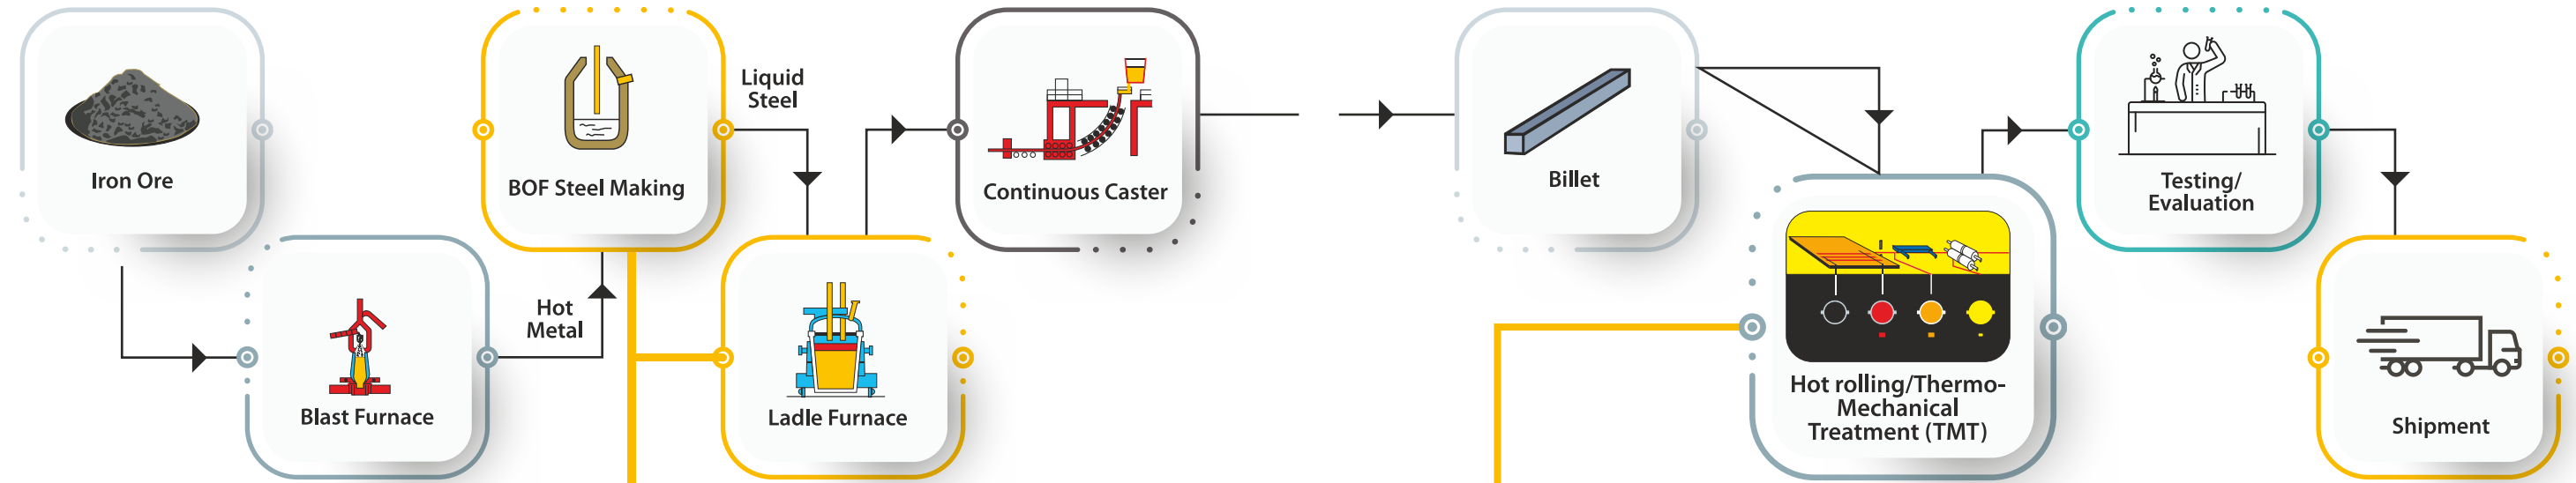 Iron Ore
Blast Furnace
Hot
Metal
BOF Steel Making
Liquid
Steel
Ladle Furnace
Continuous Caster
Billet
Hot rolling/Thermo-
Mechanical
Treatment (TMT)
Testing/
Evaluation
Shipment